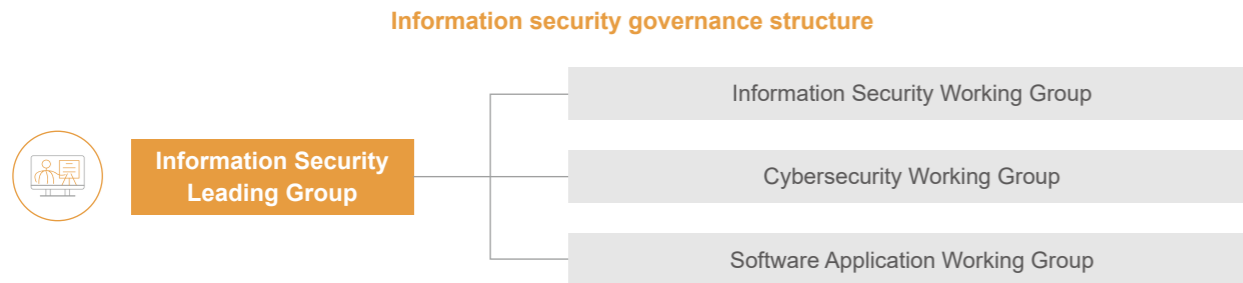 Information security governance structure
Information Security Working Group
Information Security
Leading Group
Cybersecurity Working Group
Software Application Working Group